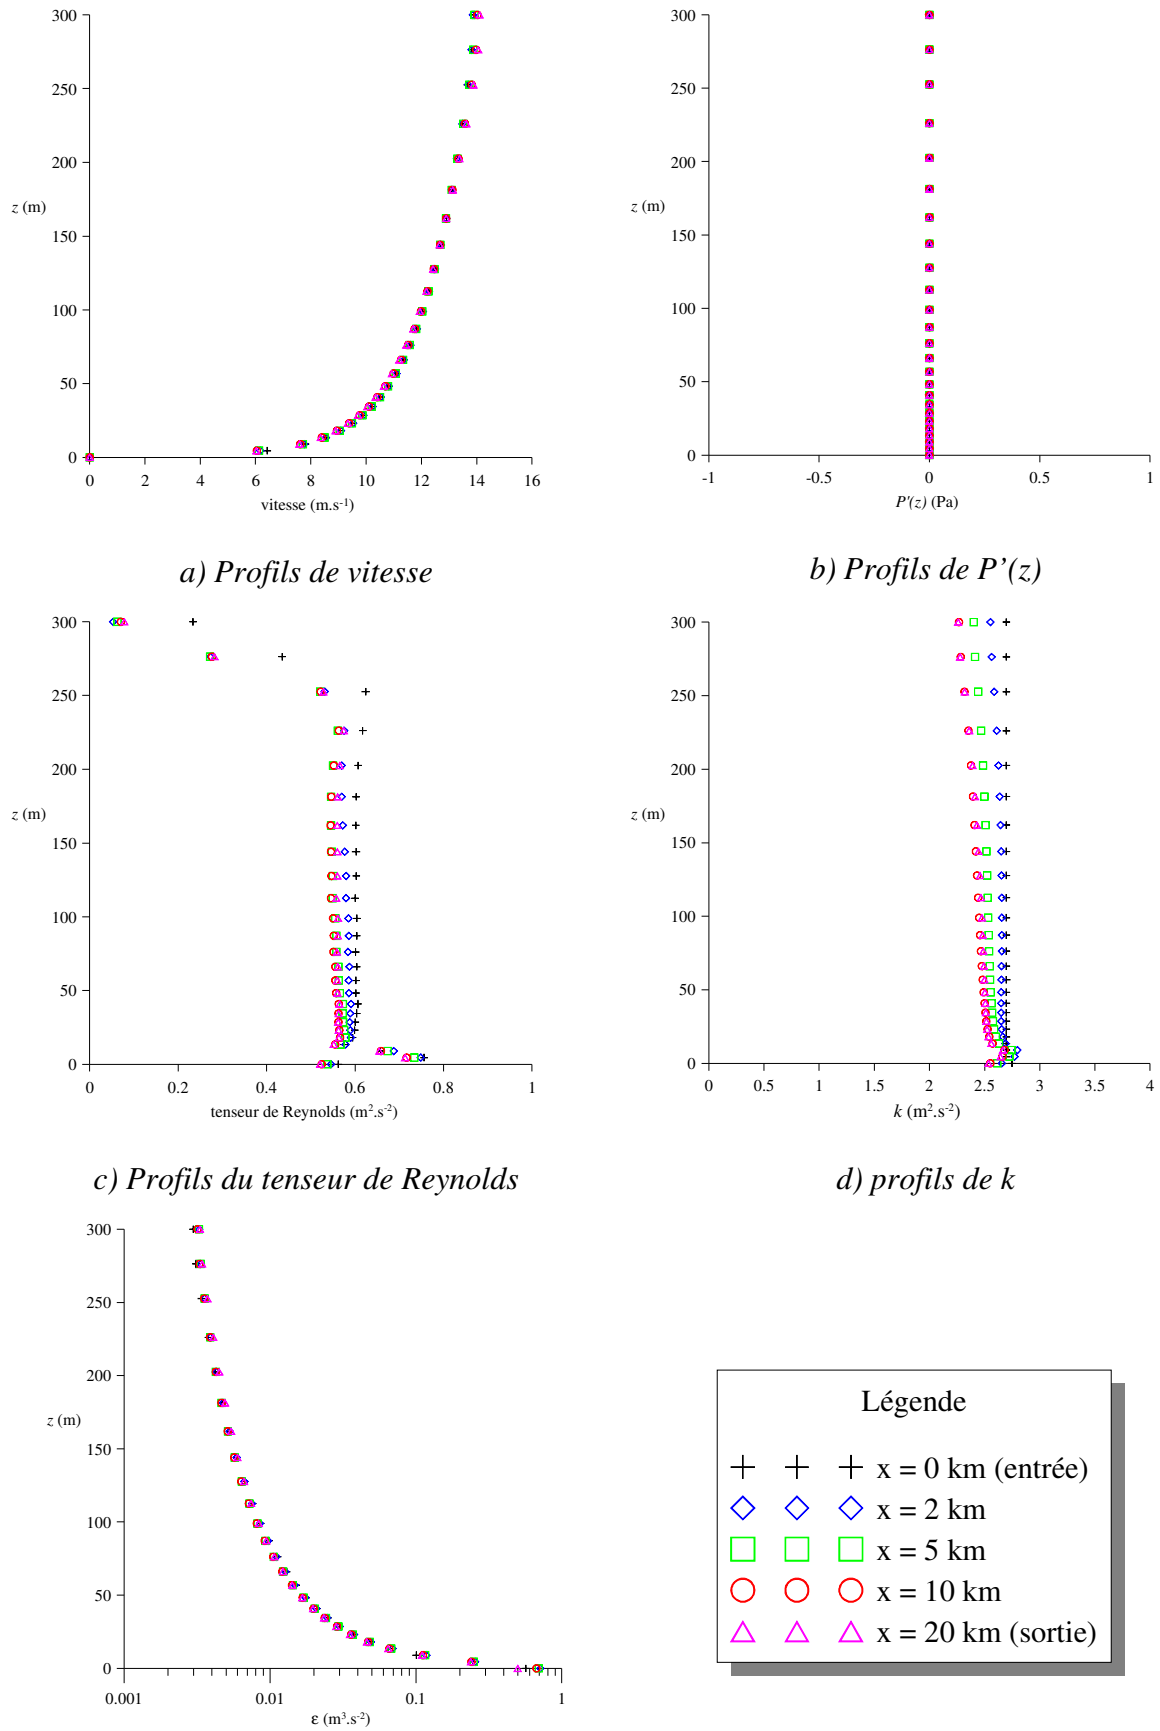 300
250
200
z (m)
150
100
50
0
0 2 4 6 8 10 12 14 16
vitesse (m.s-1)
a) Profils de vitesse
300
250
200
z (m)
150
100
50
0
-1 -0.5 0 0.5 1
P'(z) (Pa)
b) Profils de P’(z)
300
250
200
z (m)
150
100
50
0
0 0.2 0.4 0.6 0.8 1
tenseur de Reynolds (m2.s-2)
c) Profils du tenseur de Reynolds
300
250
200
z (m)
150
100
50
0
0 0.5 1 1.5 2 2.5 3 3.5 4
k (m2.s-2)
d) profils de k
300
250
200
z (m)
150
100
50
0
0.001 0.01 0.1 1
ε (m3.s-2)
Légende
x = 0 km (entrée)
x = 2 km
x = 5 km
x = 10 km
x = 20 km (sortie)